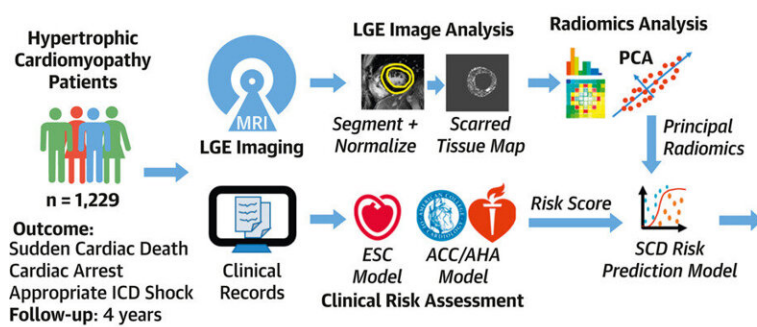 Hypertrophic
Cardiomyopathy
Patients
n = 1,229
Outcome:
Sudden Cardiac Death
Cardiac Arrest
Appropriate ICD Shock
Follow-up: 4 years
MRI
LGE Imaging
LGE Image Analysis
Segment +
Normalize
Scarred
Tissue Map
Radiomics Analysis
PCA
Principal
Radiomics
Clinical
Records
ESC
Model
ACC/AHA
Model
Clinical Risk Assessment
Risk Score
SCD Risk
Prediction Model